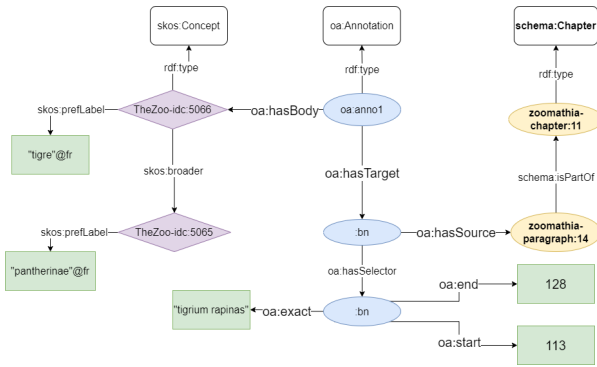 skos:Concept
oa:Annotation
schema:Chapter
rdf:type
rdf:type
rdf:type
skos:prefLabel
TheZoo-idc:5066
oa:hasBody
oa:anno1
zoomathia-
chapter:11
"tigre"@fr
skos:broader
oa:hasTarget
schema:isPartOf
skos:prefLabel
TheZoo-idc:5065
:bn
oa:hasSource
zoomathia-
paragraph:14
"pantherinae"@fr
oa:hasSelector
oa:end
128
"tigrium rapinas"
oa:exact
:bn
oa:start
113